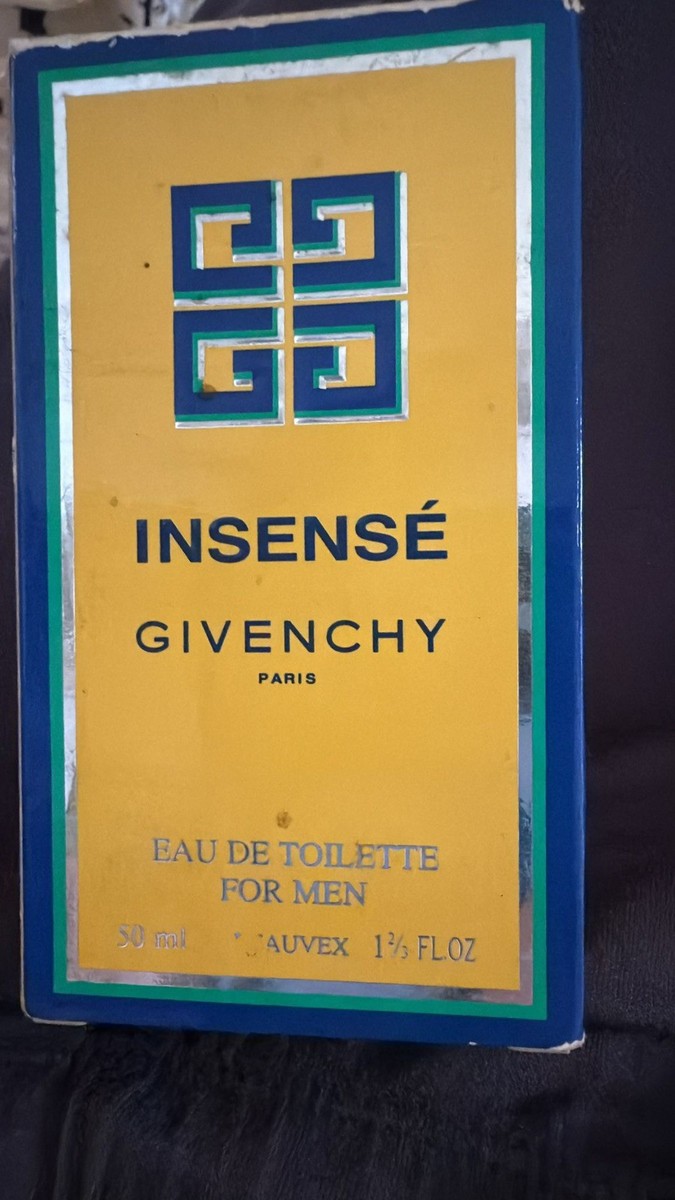 INSENSÉ
GIVENCHY
PARIS
EAU DE TOILETTE
FOR MEN
50 ml 1⅔ FL.OZ